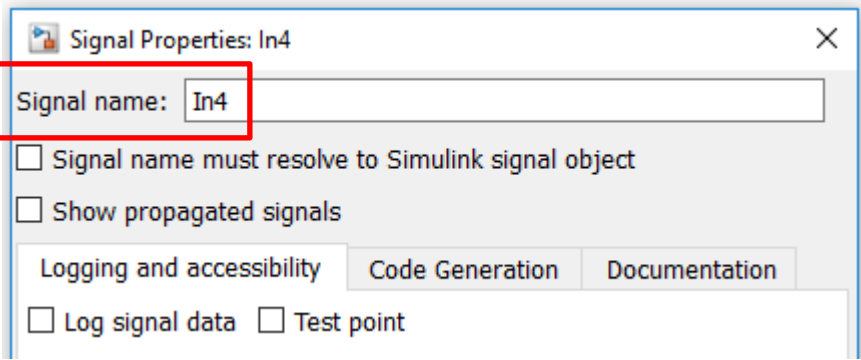 Signal Properties: In4
Signal name: In4
Signal name must resolve to Simulink signal object
Show propagated signals
Logging and accessibility Code Generation Documentation
Log signal data Test point